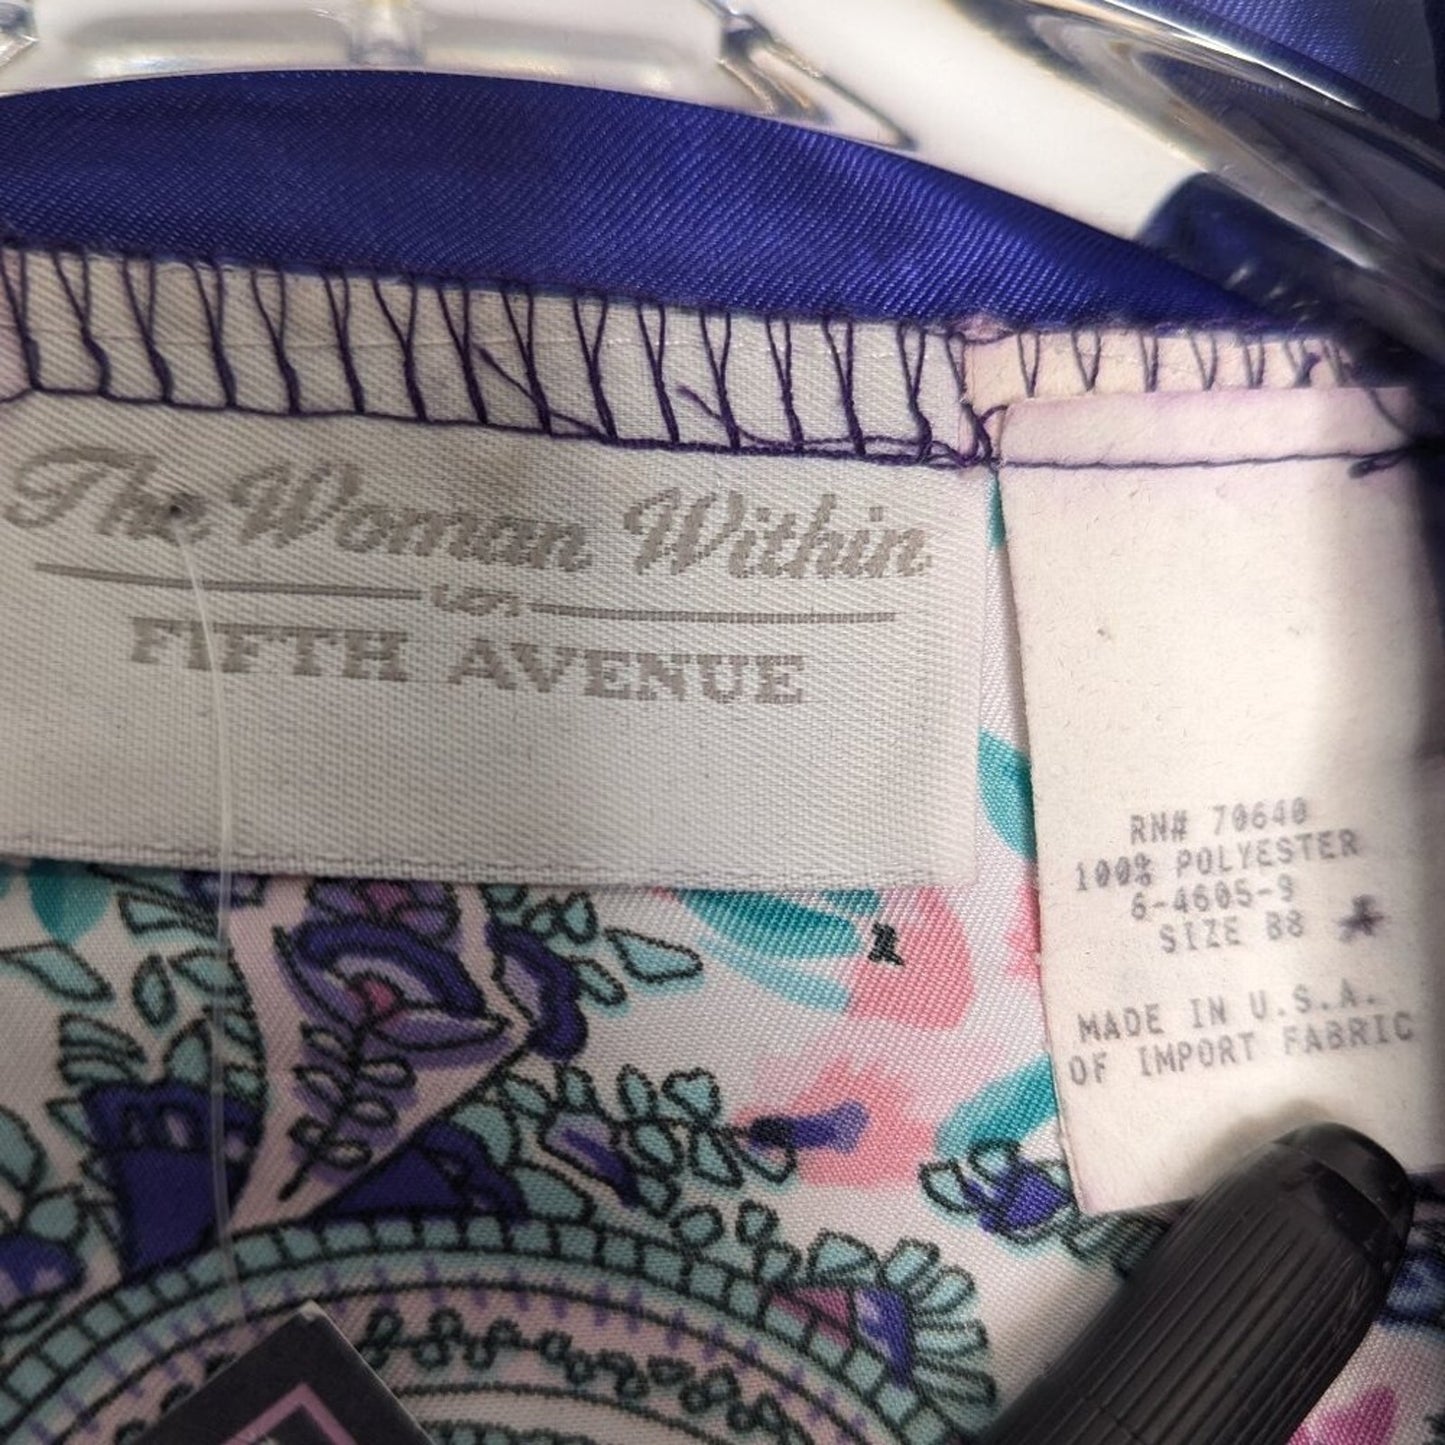 The Woman Within
on
FIFTH AVENUE
RN# 70640
100% POLYESTER
6-4605-9
SIZE 88
MADE IN U.S.A.
OF IMPORT FABRIC